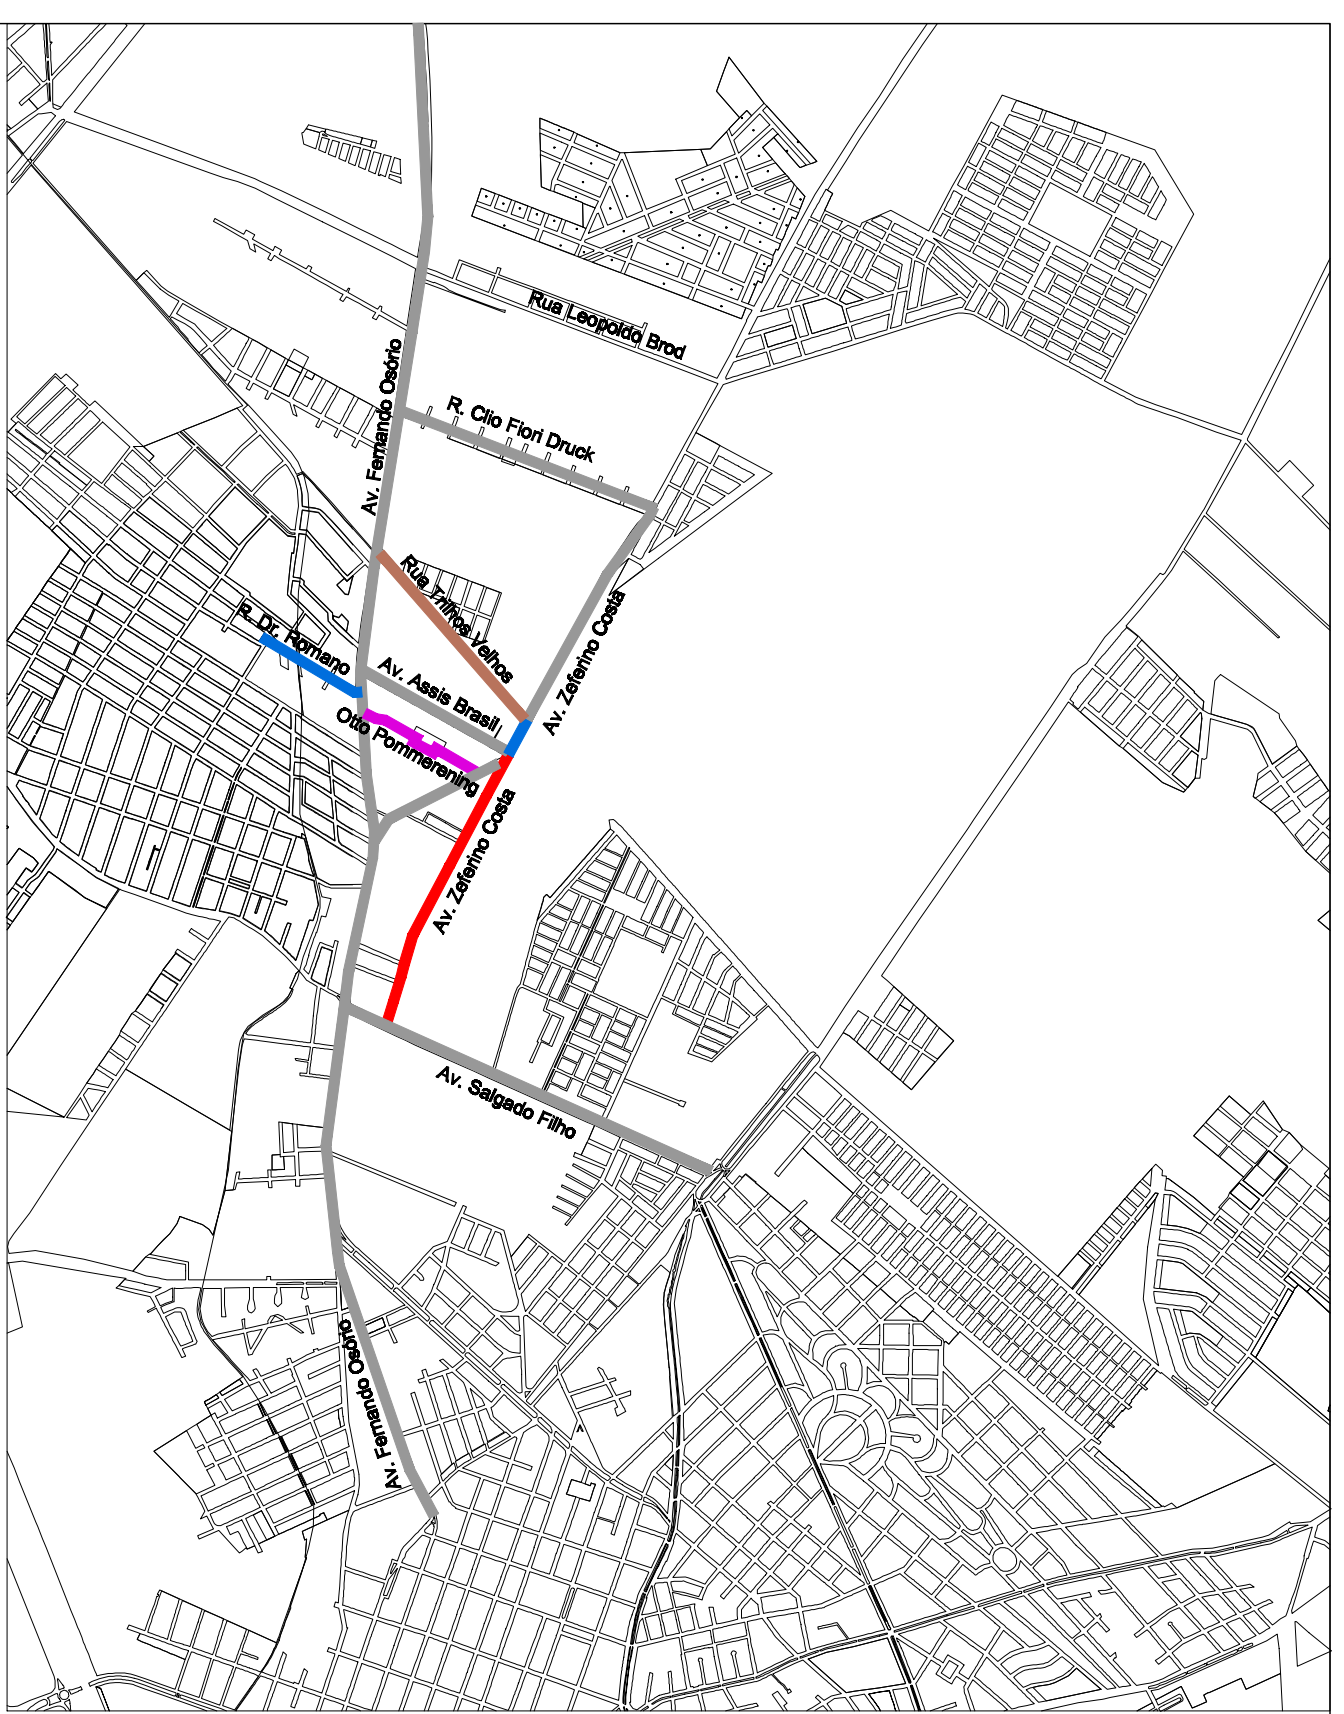 Rua Leopoldo Brod
Av. Fernando Osório
R. Clio Fiori Druck
Rua Trilhos Velhos
R. Dr. Romano
Av. Zeferino Costa
Av. Assis Brasil
Otto Pommerening
Av. Zeferino Costa
Av. Salgado Filho
Av. Fernando Osório